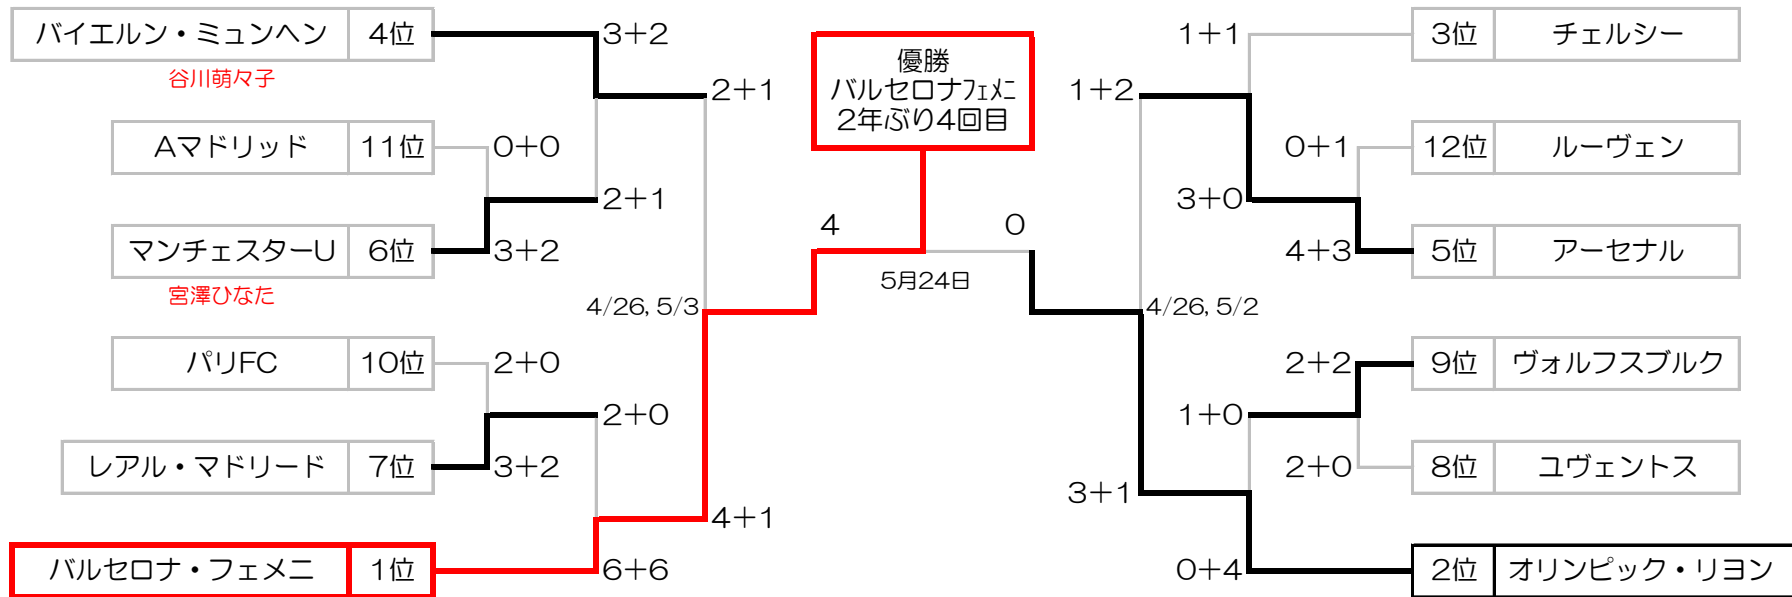 バイエルン・ミュンヘン 4位 3+2
谷川萌々子
2+1
Aマドリッド 11位 0+0
2+1
マンチェスターU 6位 3+2
宮澤ひなた
4/26, 5/3
パリFC 10位 2+0
2+0
レアル・マドリード 7位 3+2
4+1
バルセロナ・フェメニ 1位 6+6
優勝
バルセロナフェメニ
2年ぶり4回目
4 0
5月24日
1+1 3位 チェルシー
1+2
0+1 12位 ルーヴェン
3+0
4+3 5位 アーセナル
4/26, 5/2
2+2 9位 ヴォルフスブルク
1+0
2+0 8位 ユヴェントス
3+1
0+4 2位 オリンピック・リヨン